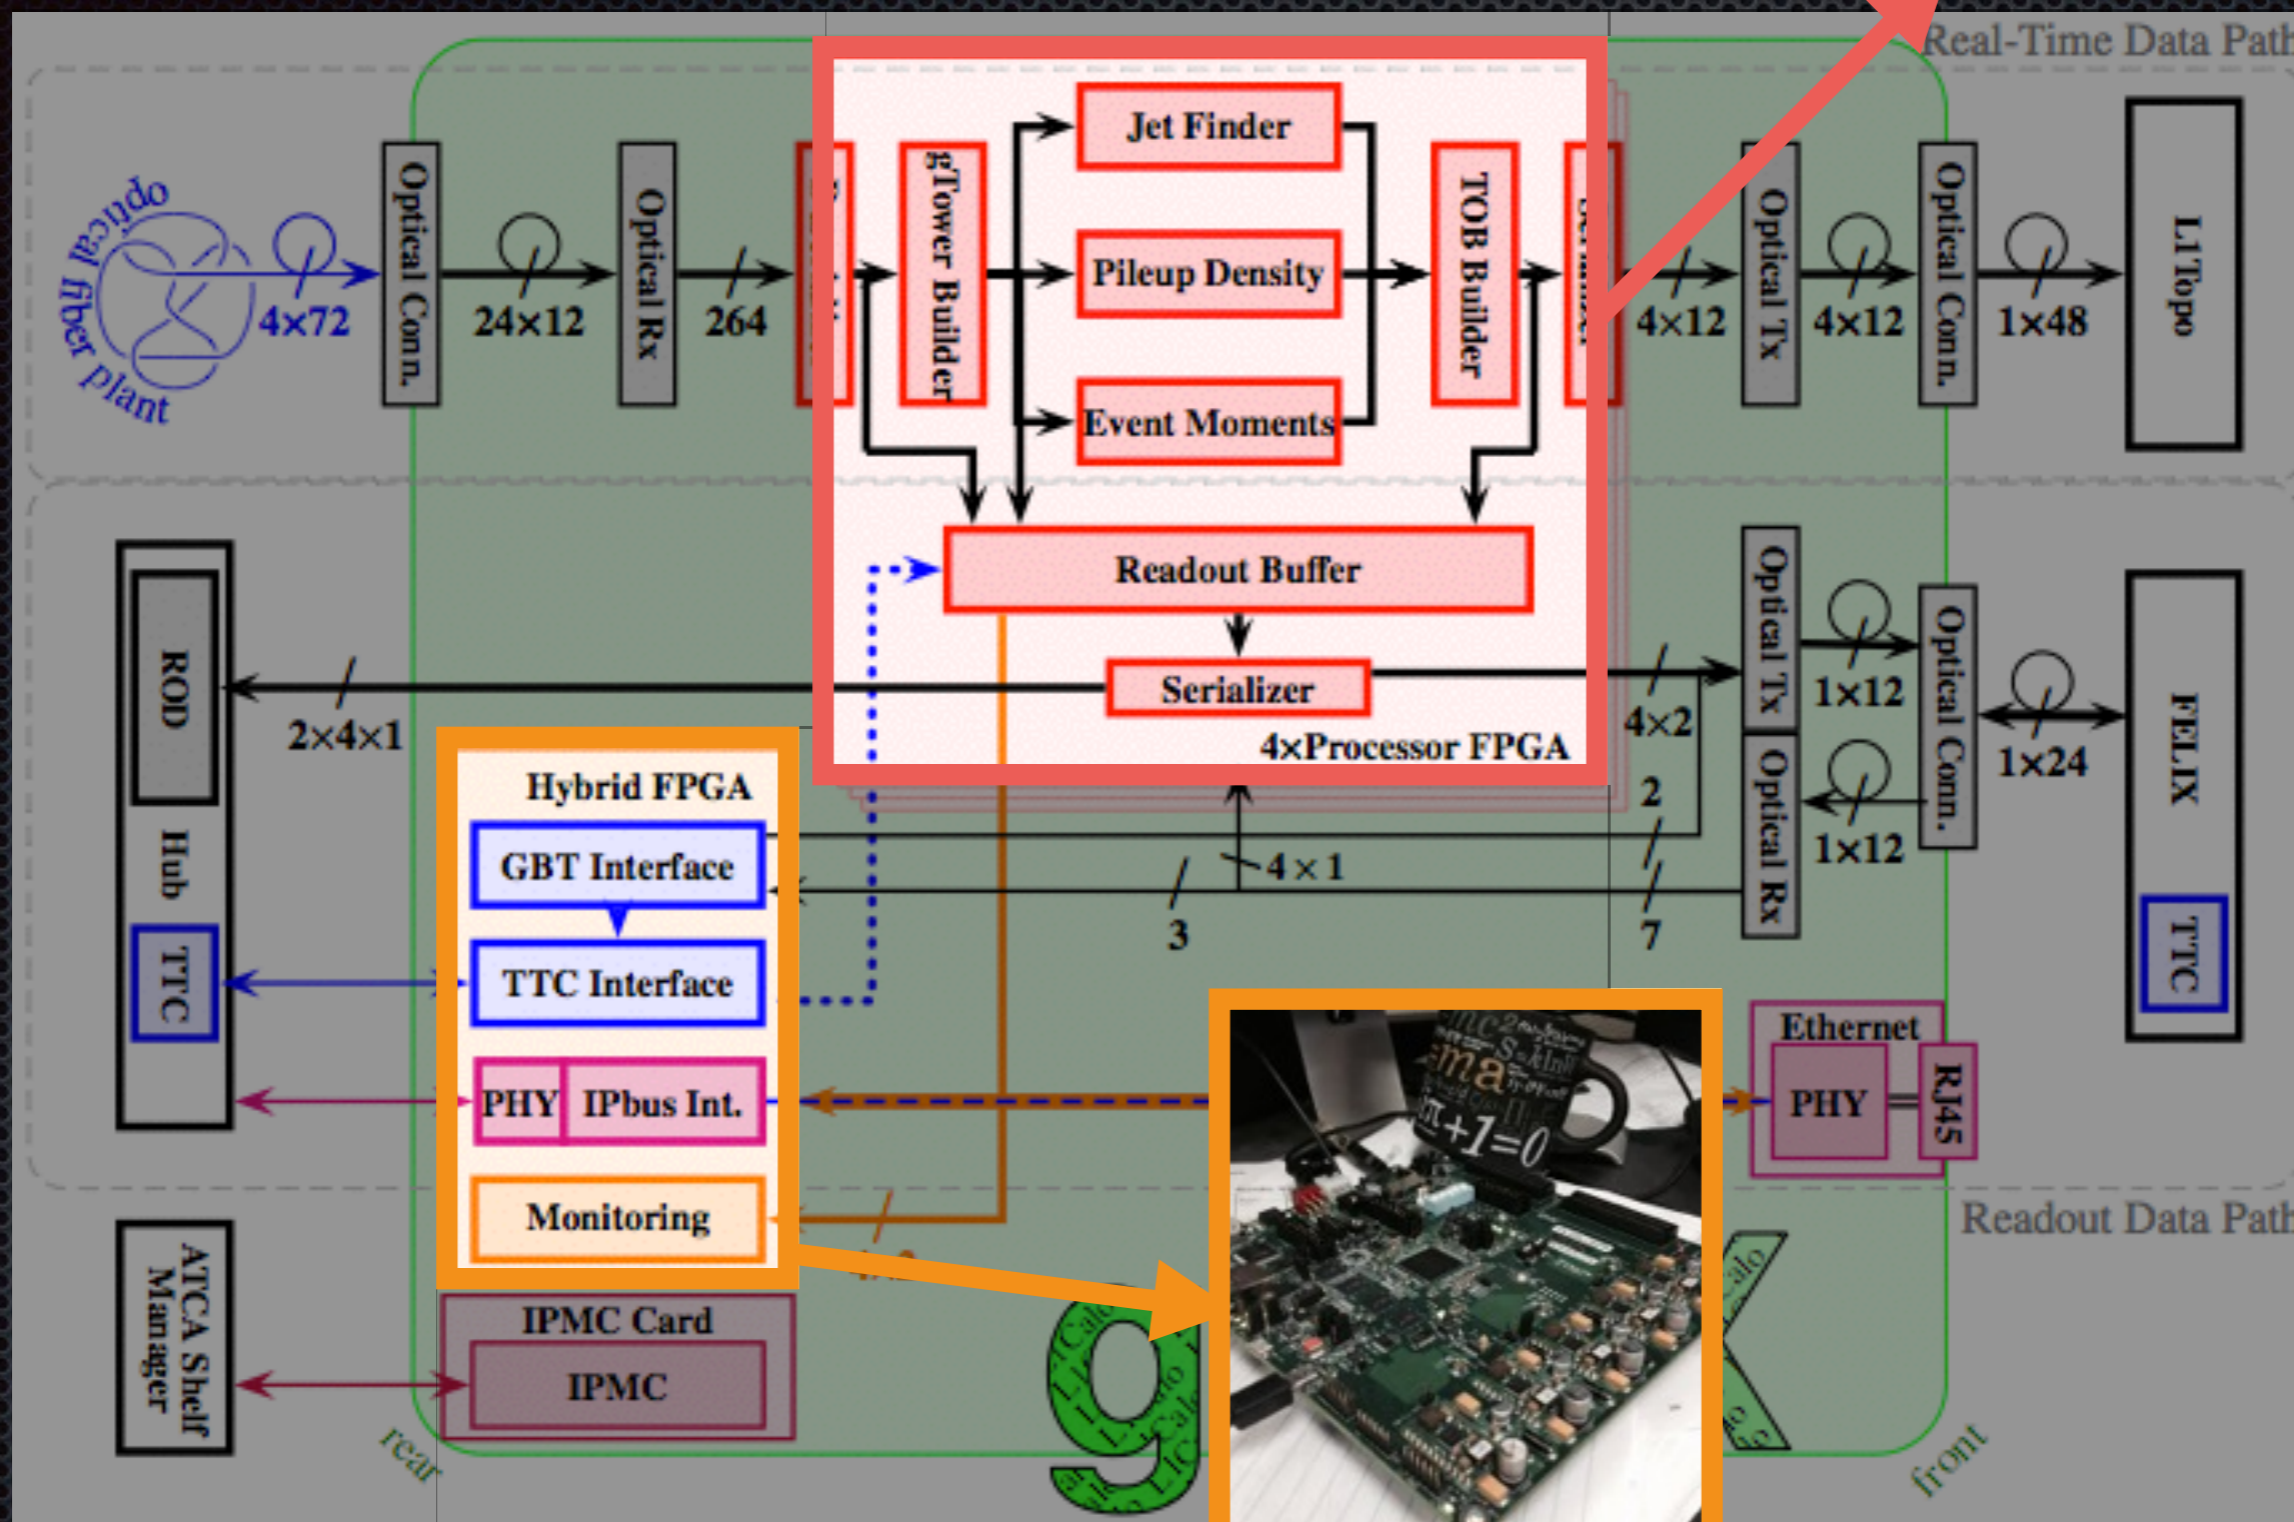 Real-Time Data Path
optical fiber plant
4×72
Optical Conn.
24×12
Optical Rx
264
gTower Builder
Jet Finder
Pileup Density
Event Moments
TOB Builder
4×12
Optical Tx
4×12
Optical Conn.
1×48
L1Topo
Readout Buffer
Serializer
4×Processor FPGA
ROD
Hub
TTC
2×4×1
Hybrid FPGA
GBT Interface
TTC Interface
PHY
IPbus Int.
Monitoring
4×2
2
4×1
3
7
Optical Tx
Optical Rx
1×12
1×12
Optical Conn.
1×24
FELIX
TTC
Ethernet
PHY
RJ45
Readout Data Path
ATCA Shelf
Manager
IPMC Card
IPMC
rear
front
g
mc2
ma
π+1=0